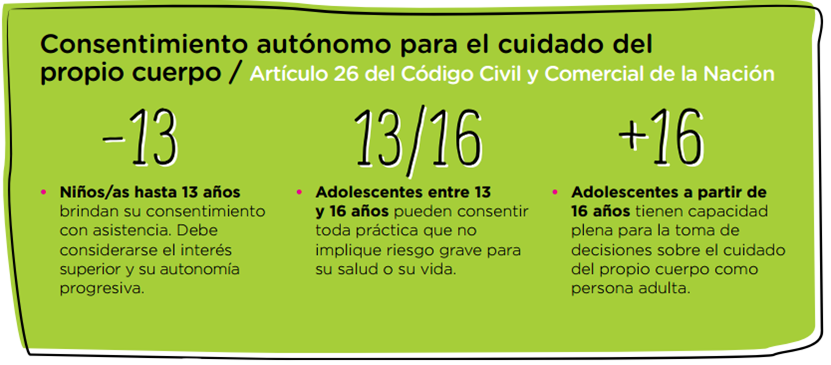 Consentimiento autónomo para el cuidado del
propio cuerpo / Artículo 26 del Código Civil y Comercial de la Nación
-13
• Niños/as hasta 13 años
brindan su consentimiento
con asistencia. Debe
considerarse el interés
superior y su autonomía
progresiva.
13/16
• Adolescentes entre 13
y 16 años pueden consentir
toda práctica que no
implique riesgo grave para
su salud o su vida.
+16
• Adolescentes a partir de
16 años tienen capacidad
plena para la toma de
decisiones sobre el cuidado
del propio cuerpo como
persona adulta.